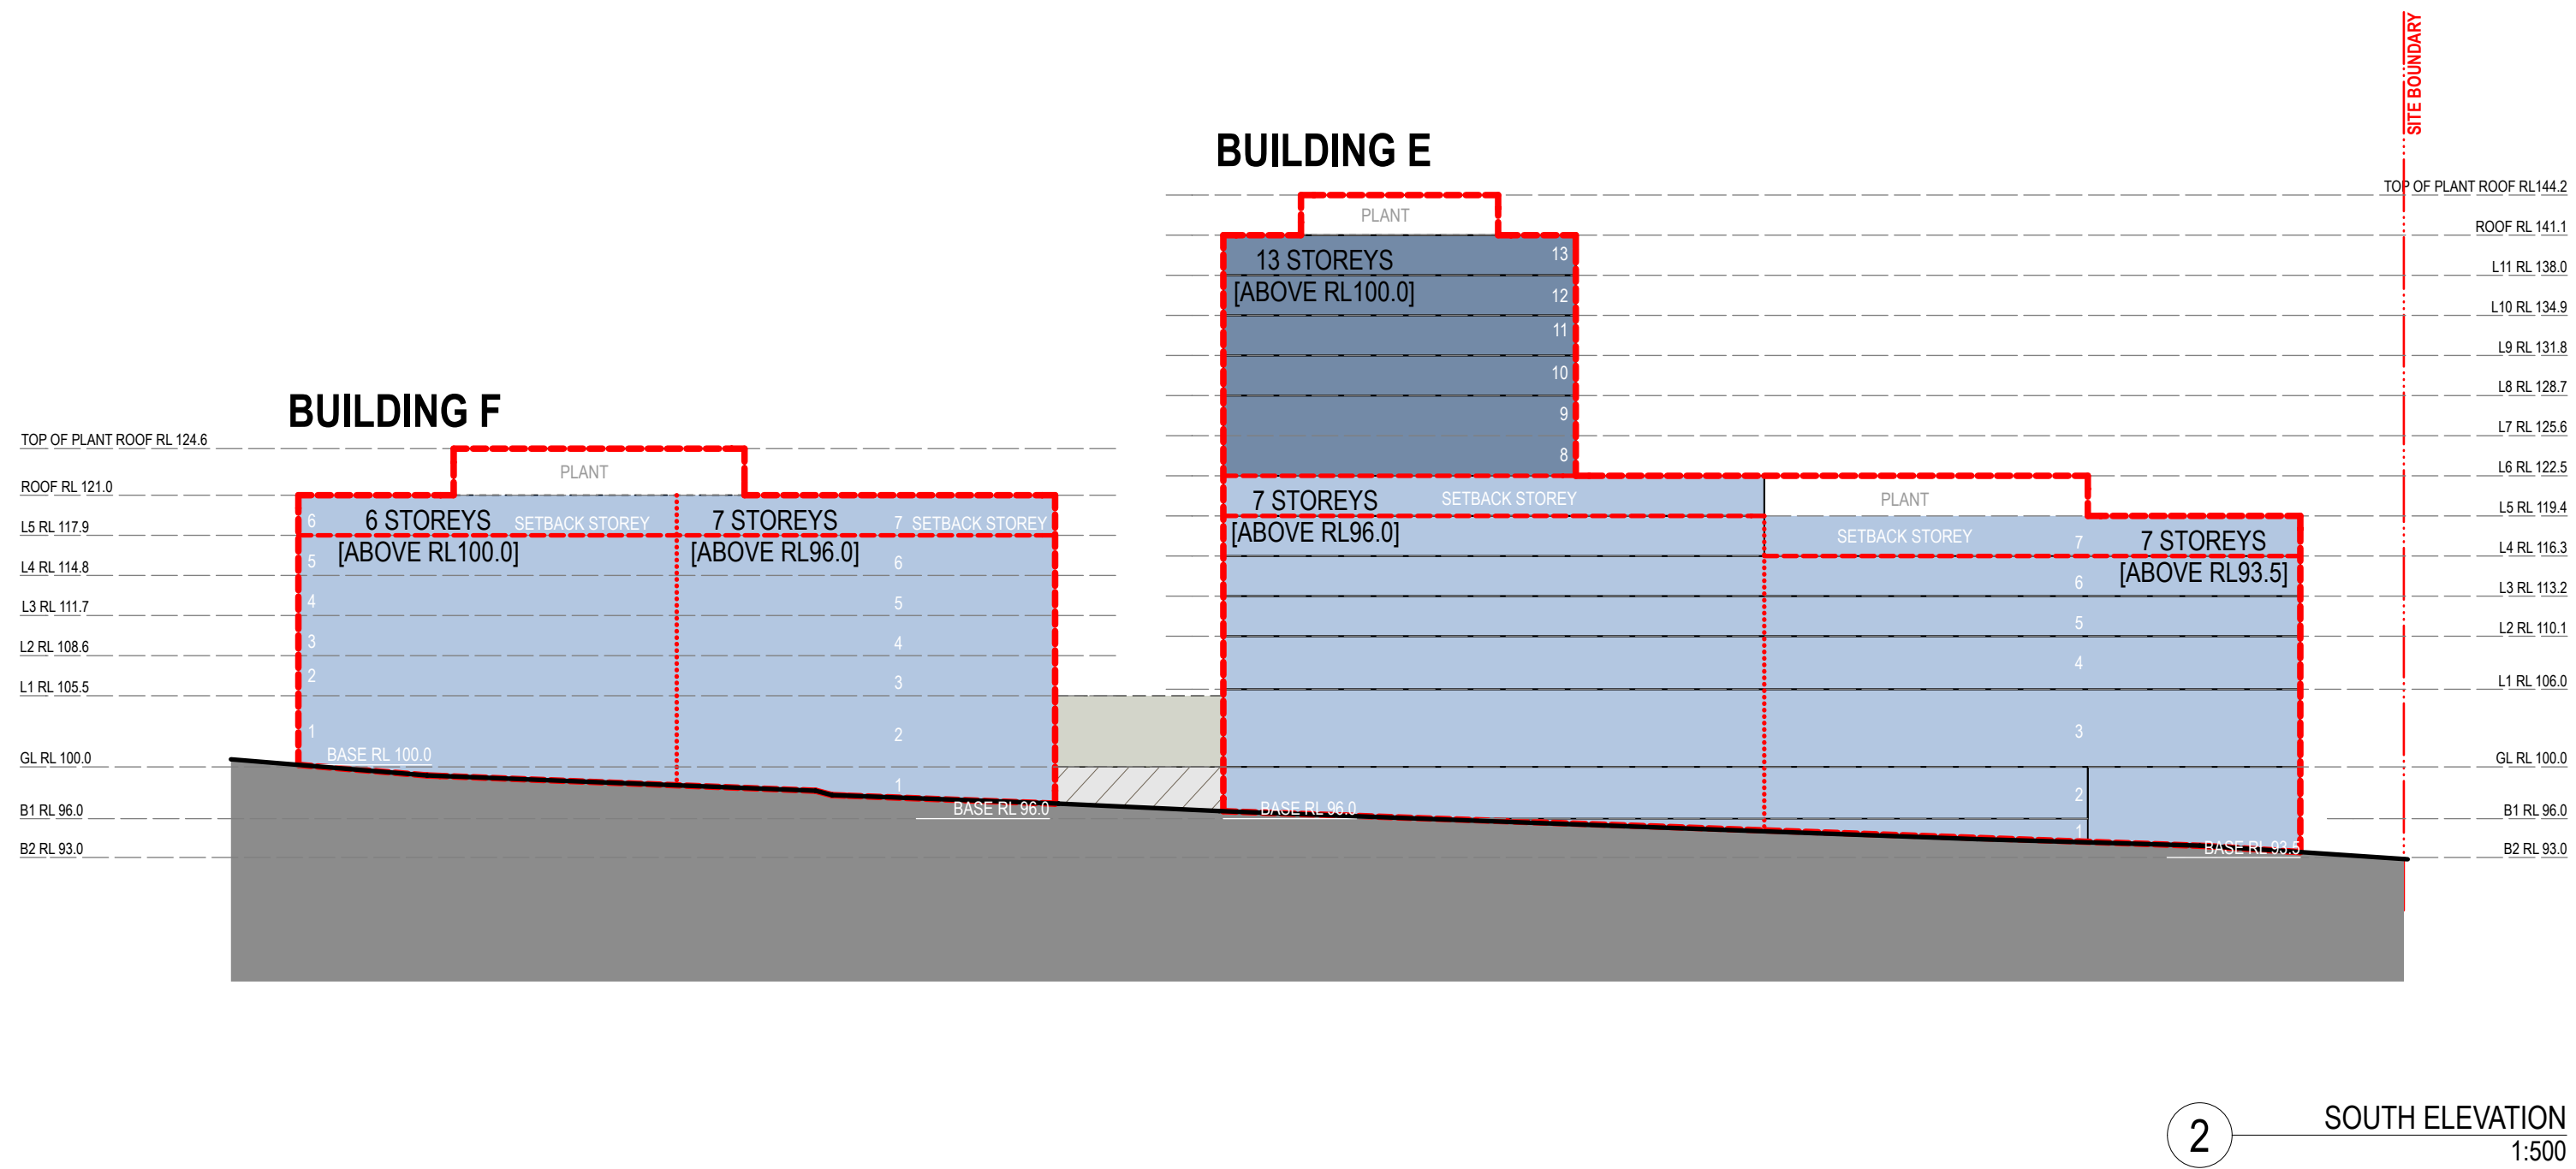 SITE BOUNDARY
BUILDING E
TOP OF PLANT ROOF RL144.2
PLANT
ROOF RL 141.1
13 STOREYS
[ABOVE RL100.0]
13
L11 RL 138.0
12
L10 RL 134.9
11
L9 RL 131.8
10
L8 RL 128.7
9
L7 RL 125.6
8
L6 RL 122.5
7 STOREYS
[ABOVE RL96.0]
SETBACK STOREY
PLANT
L5 RL 119.4
SETBACK STOREY
7
7 STOREYS
[ABOVE RL93.5]
L4 RL 116.3
6
L3 RL 113.2
5
L2 RL 110.1
4
L1 RL 106.0
3
GL RL 100.0
2
BASE RL 96.0
B1 RL 96.0
1
BASE RL 93.5
B2 RL 93.0
BUILDING F
TOP OF PLANT ROOF RL 124.6
PLANT
ROOF RL 121.0
6
6 STOREYS
[ABOVE RL100.0]
SETBACK STOREY
7 STOREYS
[ABOVE RL96.0]
7 SETBACK STOREY
L5 RL 117.9
5
6
L4 RL 114.8
4
5
L3 RL 111.7
3
4
L2 RL 108.6
2
3
L1 RL 105.5
1
2
BASE RL 100.0
GL RL 100.0
1
BASE RL 96.0
B1 RL 96.0
B2 RL 93.0
2
SOUTH ELEVATION
1:500